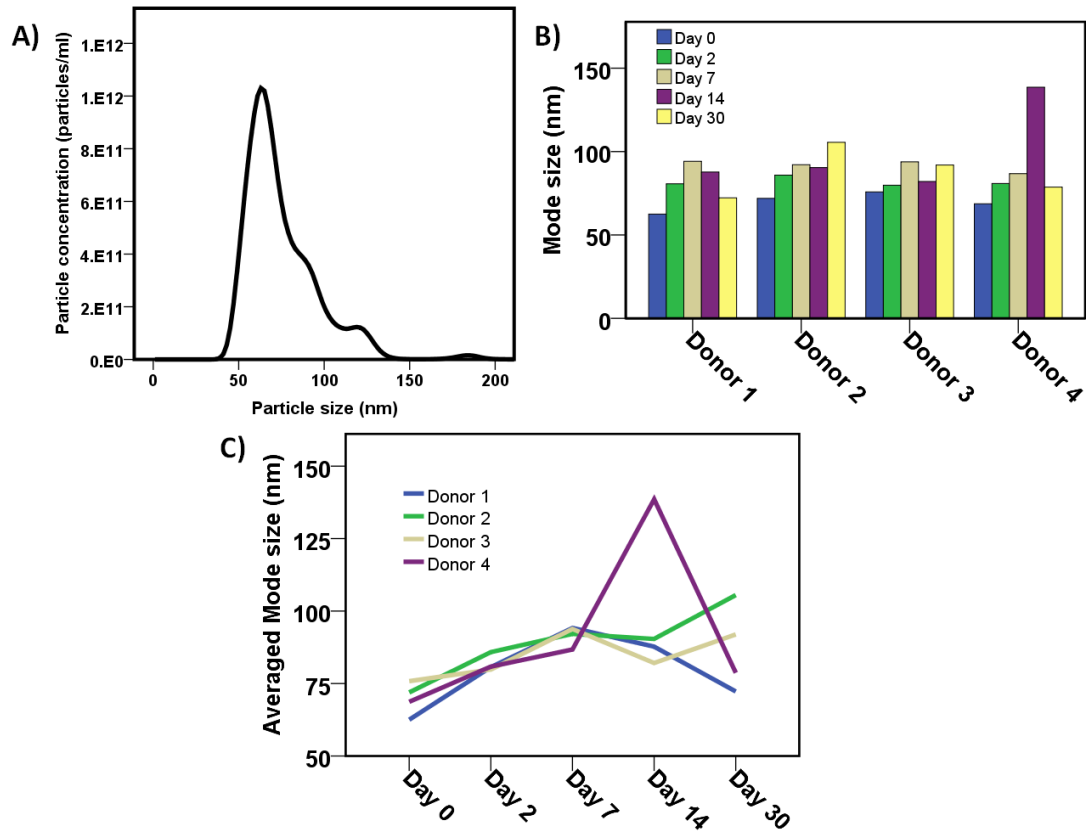 A)
Particle concentration (particles/ml)
1.E12
1.E12
8.E11
6.E11
4.E11
2.E11
0.E0
0
50
100
150
200
Particle size (nm)
B)
Mode size (nm)
150
100
50
0
Day 0
Day 2
Day 7
Day 14
Day 30
Donor 1
Donor 2
Donor 3
Donor 4
C)
Averaged Mode size (nm)
150
125
100
75
50
Donor 1
Donor 2
Donor 3
Donor 4
Day 0
Day 2
Day 7
Day 14
Day 30